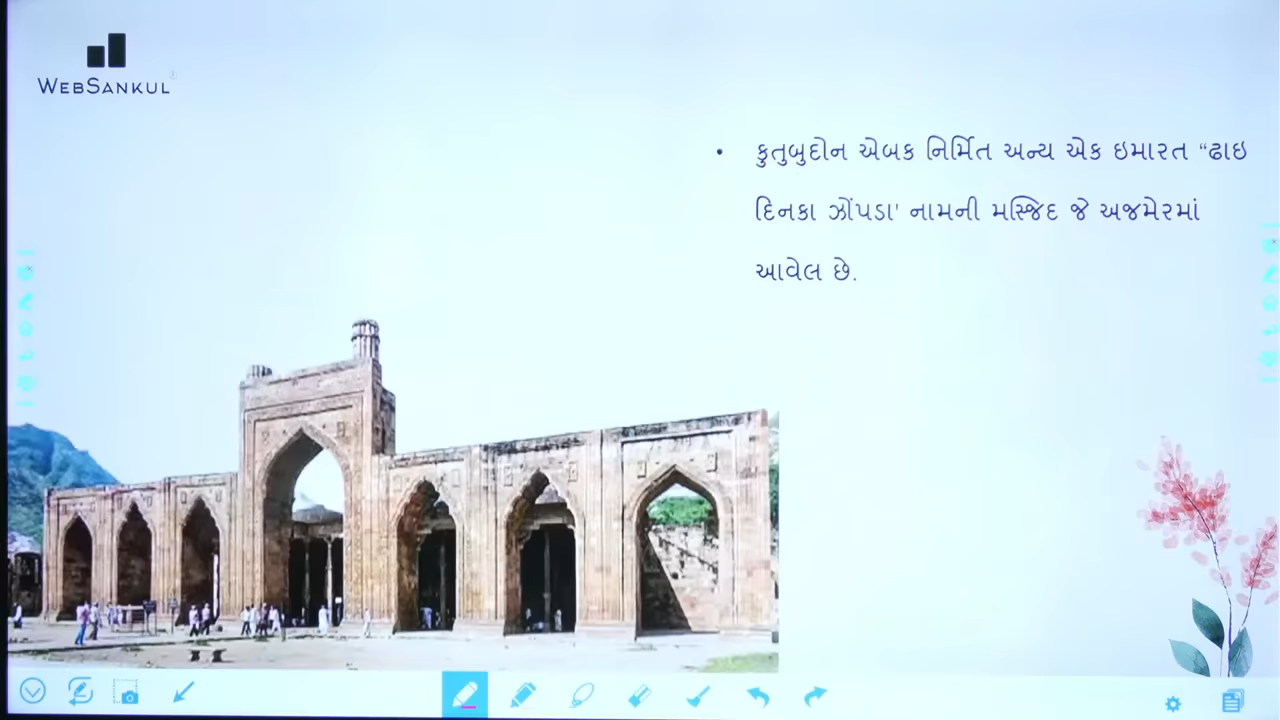 WEBSANKUL
• કુતુબુદોન એબક નિર્મિત અન્ય એક ઇમારત “ઢાઇ
દિનકા ઝોંપડા' નામની મસ્જિદ જે અજમેરમાં
આવેલ છે.